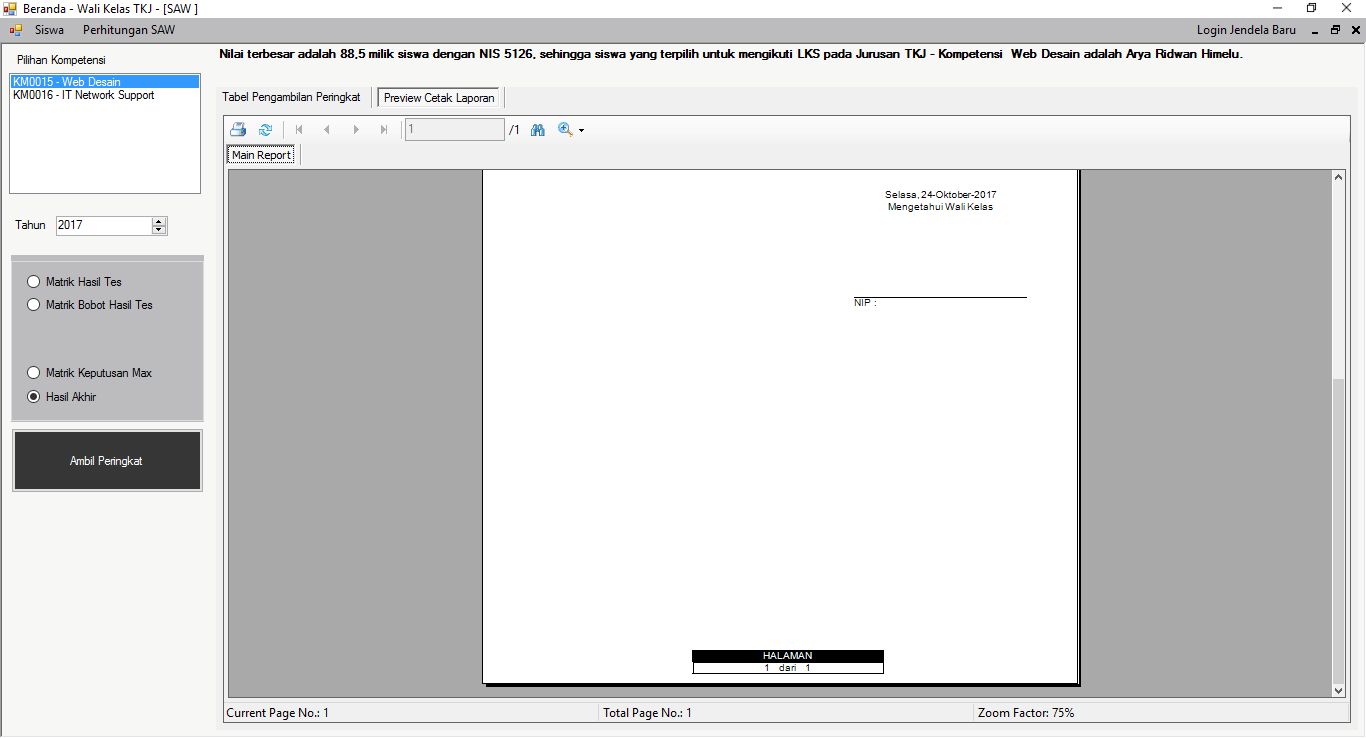 Beranda - Wali Kelas TKJ - [SAW ]
Siswa Perhitungan SAW Login Jendela Baru
Pilihan Kompetensi
KM0015 - Web Desain
KM0016 - IT Network Support
Tahun 2017
Matrik Hasil Tes
Matrik Bobot Hasil Tes
Matrik Keputusan Max
Hasil Akhir
Ambil Peringkat
Nilai terbesar adalah 88,5 milik siswa dengan NIS 5126, sehingga siswa yang terpilih untuk mengikuti LKS pada Jurusan TKJ - Kompetensi Web Desain adalah Arya Ridwan Himelu.
Tabel Pengambilan Peringkat Preview Cetak Laporan
1 /1
Main Report
Selasa, 24-Oktober-2017
Mengetahui Wali Kelas
NIP :
HALAMAN
1 dari 1
Current Page No.: 1 Total Page No.: 1 Zoom Factor: 75%